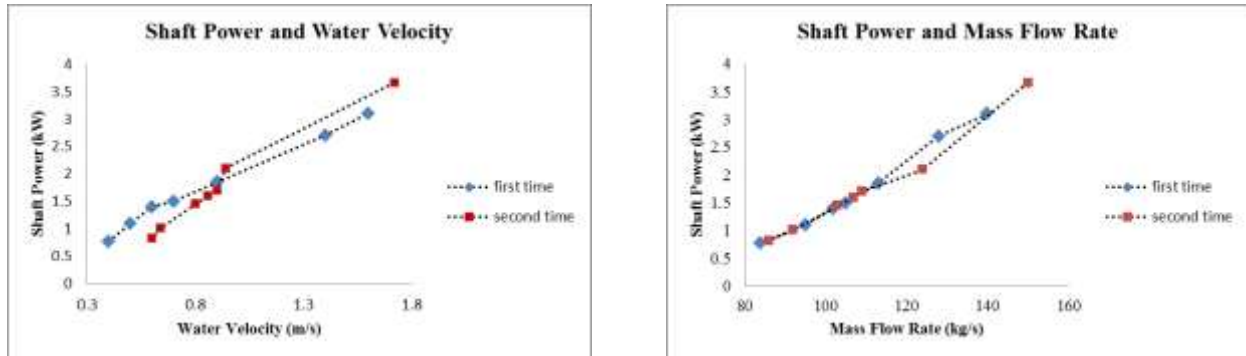 Shaft Power and Water Velocity
4
3.5
3
2.5
2
1.5
1
0.5
0
Shaft Power (kW)
0.3
0.8
1.3
1.8
Water Velocity (m/s)
first time
second time
Shaft Power and Mass Flow Rate
4
3.5
3
2.5
2
1.5
1
0.5
0
Shaft Power (kW)
80
100
120
140
160
Mass Flow Rate (kg/s)
first time
second time